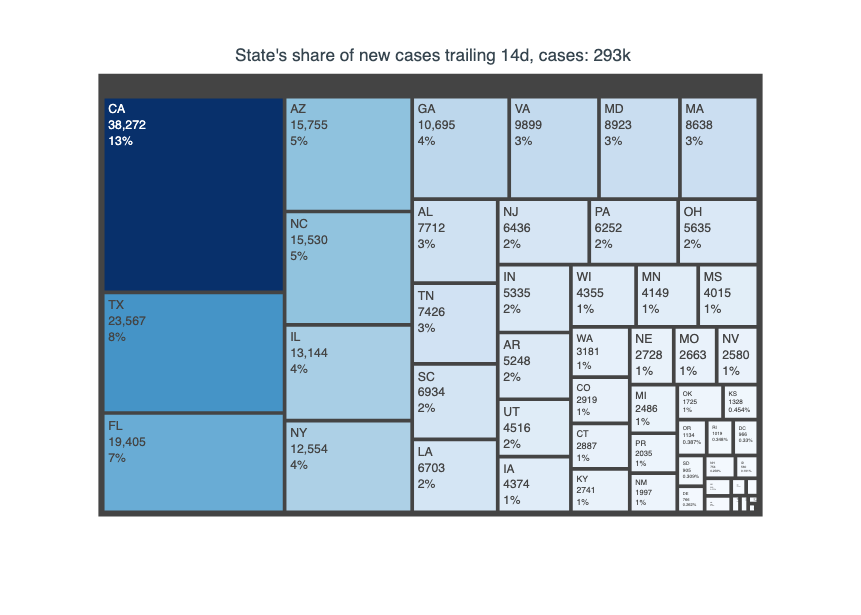 State's share of new cases trailing 14d, cases: 293k
CA
38,272
13%
TX
23,567
8%
FL
19,405
7%
AZ
15,755
5%
NC
15,530
5%
IL
13,144
4%
NY
12,554
4%
GA
10,695
4%
VA
9899
3%
MD
8923
3%
MA
8638
3%
AL
7712
3%
TN
7426
3%
SC
6934
2%
LA
6703
2%
NJ
6436
2%
PA
6252
2%
OH
5635
2%
IN
5335
2%
AR
5248
2%
UT
4516
2%
IA
4374
1%
WI
4355
1%
MN
4149
1%
MS
4015
1%
WA
3181
1%
CO
2919
1%
CT
2887
1%
KY
2741
1%
NE
2728
1%
MO
2663
1%
NV
2580
1%
MI
2486
1%
PR
2035
1%
NM
1997
1%
OK
1725
1%
KS
1328
0.454%
OR
1134
0.387%
RI
1019
0.348%
DC
966
0.33%
SD
905
0.309%
DE